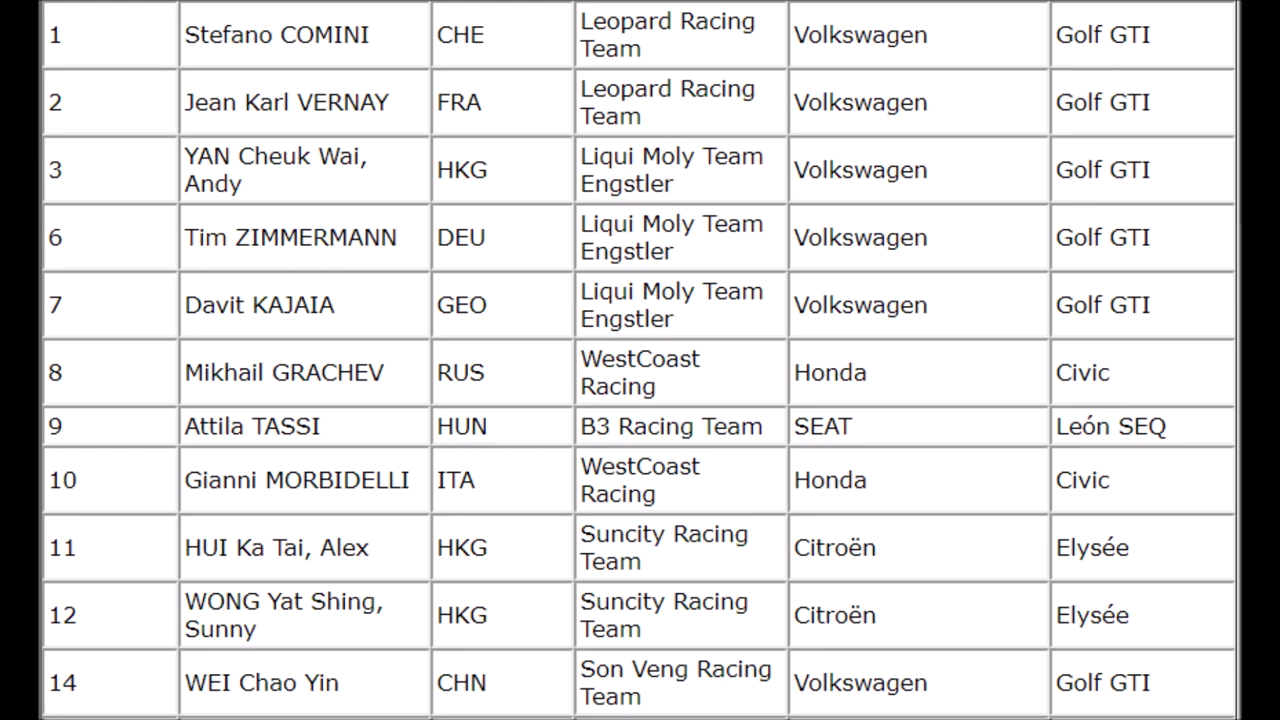 1 Stefano COMINI CHE Leopard Racing Team Volkswagen Golf GTI
2 Jean Karl VERNAY FRA Leopard Racing Team Volkswagen Golf GTI
3 YAN Cheuk Wai, Andy HKG Liqui Moly Team Engstler Volkswagen Golf GTI
6 Tim ZIMMERMANN DEU Liqui Moly Team Engstler Volkswagen Golf GTI
7 Davit KAJAIA GEO Liqui Moly Team Engstler Volkswagen Golf GTI
8 Mikhail GRACHEV RUS WestCoast Racing Honda Civic
9 Attila TASSI HUN B3 Racing Team SEAT León SEQ
10 Gianni MORBIDELLI ITA WestCoast Racing Honda Civic
11 HUI Ka Tai, Alex HKG Suncity Racing Team Citroën Elysée
12 WONG Yat Shing, Sunny HKG Suncity Racing Team Citroën Elysée
14 WEI Chao Yin CHN Son Veng Racing Team Volkswagen Golf GTI